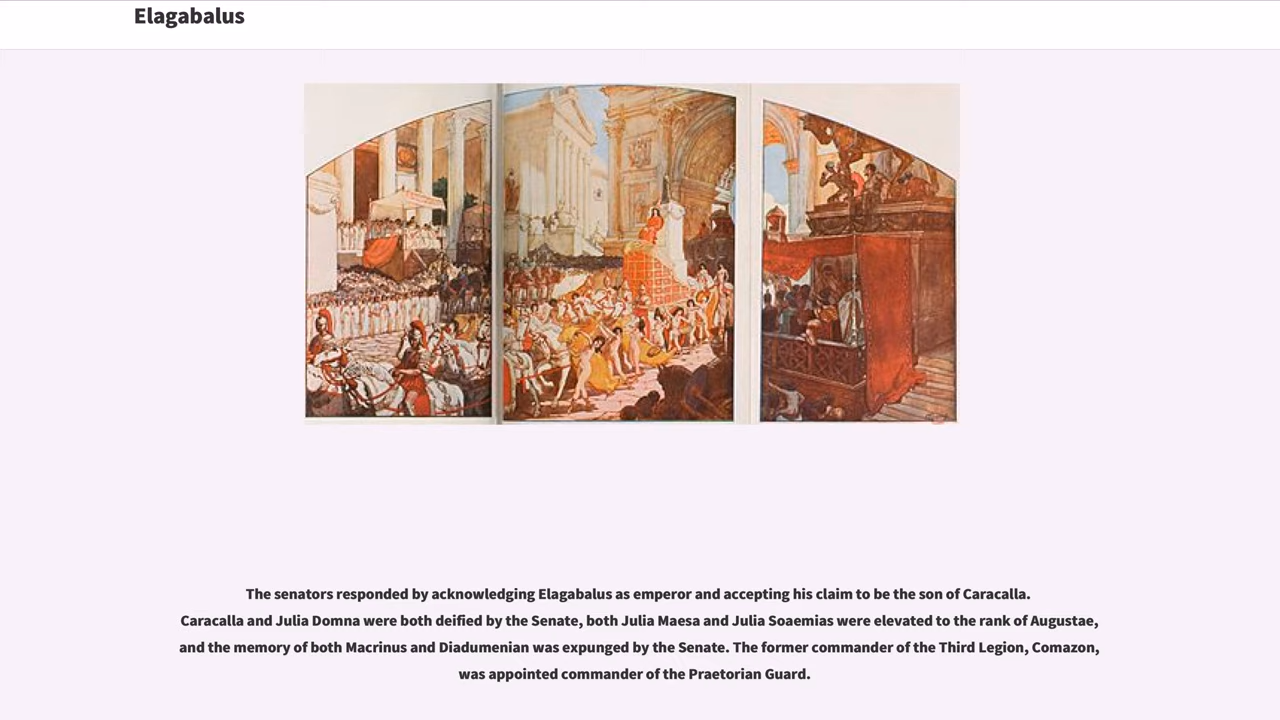 Elagabalus
The senators responded by acknowledging Elagabalus as emperor and accepting his claim to be the son of Caracalla.
Caracalla and Julia Domna were both deified by the Senate, both Julia Maesa and Julia Soaemias were elevated to the rank of Augustae,
and the memory of both Macrinus and Diadumenian was expunged by the Senate. The former commander of the Third Legion, Comazon,
was appointed commander of the Praetorian Guard.